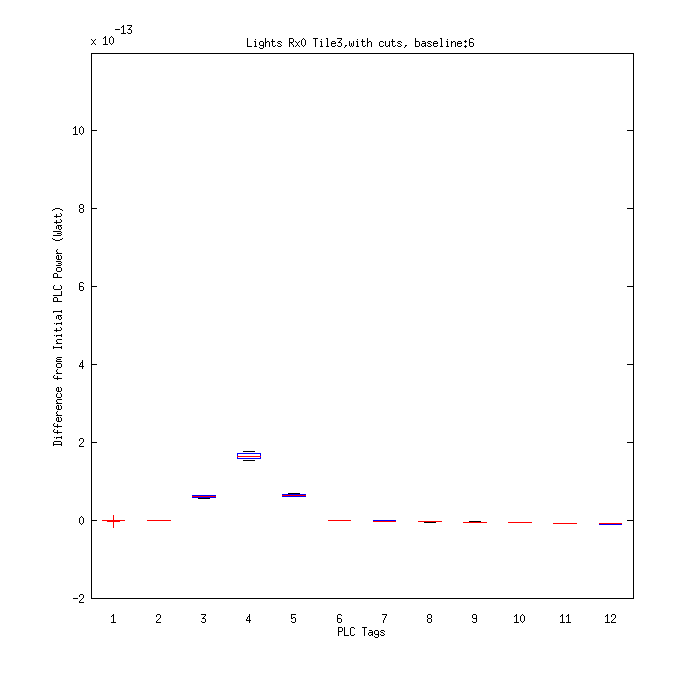 x 10 -13
Lights Rx0 Tile3,with cuts, baseline:6
10
8
6
4
2
0
-2
Difference from Initial PLC Power (Watt)
1 2 3 4 5 6 7 8 9 10 11 12
PLC Tags